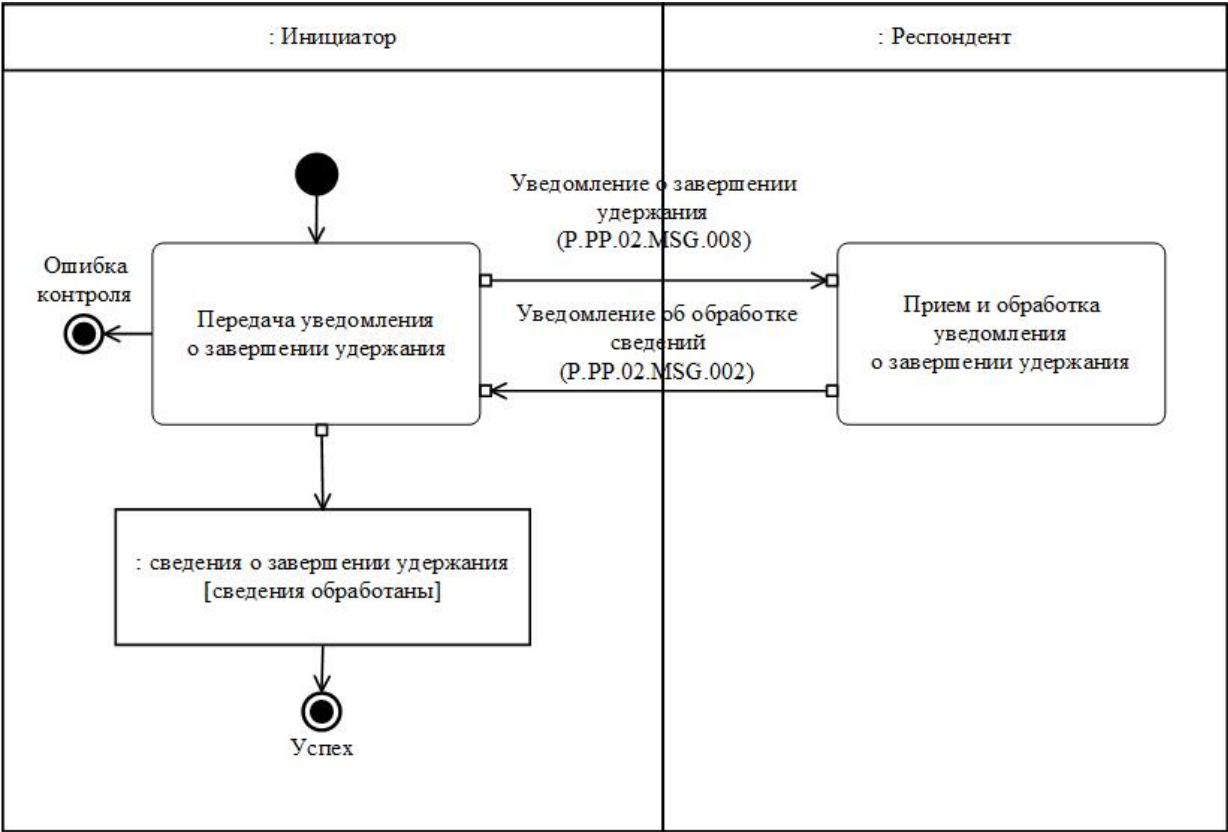 : Инициатор
: Респондент
Уведомление о завершении
удержания
(P.PP.02.MSG.008)
Ошибка
контроля
Передача уведомления
о завершении удержания
Уведомление об обработке
сведений
(P.PP.02.MSG.002)
Прием и обработка
уведомления
о завершении удержания
: сведения о завершении удержания
[сведения обработаны]
Успех